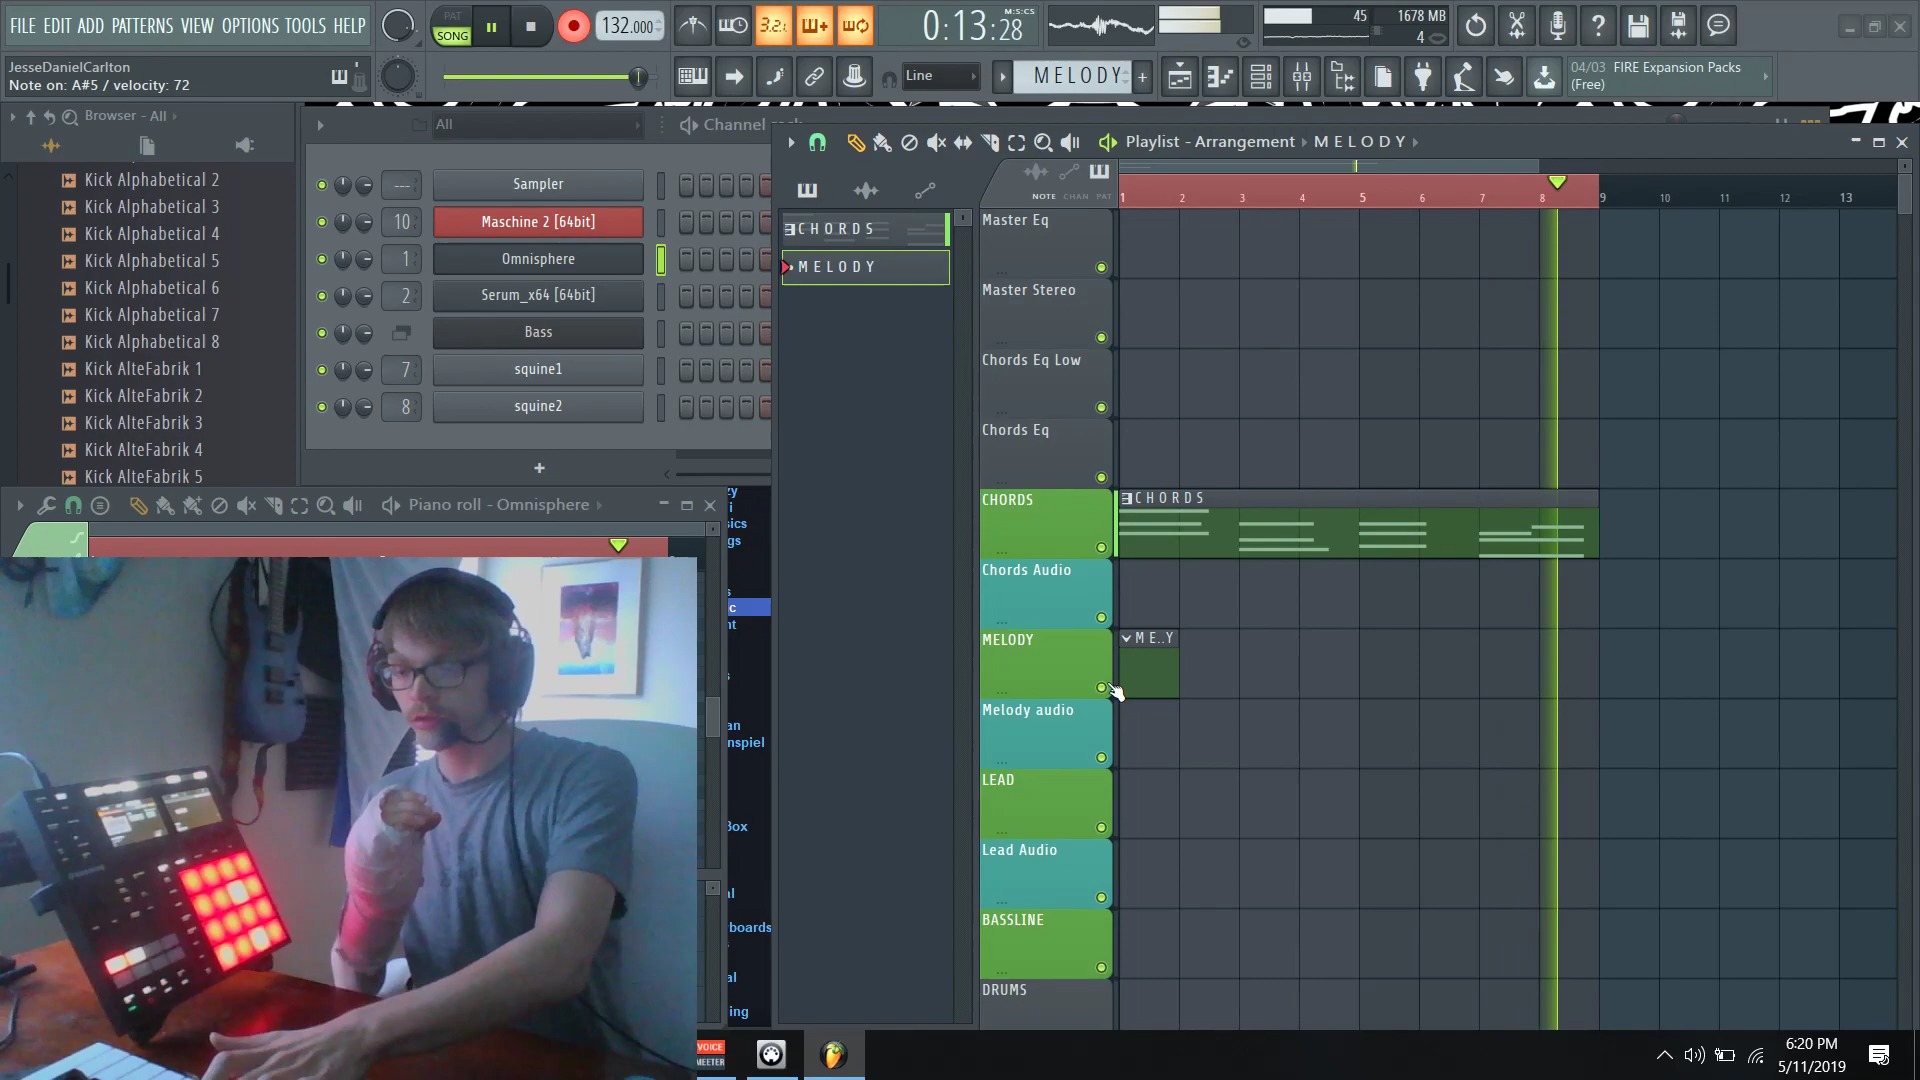 FILE EDIT ADD PATTERNS VIEW OPTIONS TOOLS HELP
PAT
SONG
132.000
3.2.1
0:13:28
M:S:CS
45
1678 MB
4
JesseDanielCarlton
Note on: A#5 / velocity: 72
Line
MELODY
04/03 FIRE Expansion Packs
(Free)
Browser - All
All
Kick Alphabetical 2
Kick Alphabetical 3
Kick Alphabetical 4
Kick Alphabetical 5
Kick Alphabetical 6
Kick Alphabetical 7
Kick Alphabetical 8
Kick AlteFabrik 1
Kick AlteFabrik 2
Kick AlteFabrik 3
Kick AlteFabrik 4
Kick AlteFabrik 5
--- Sampler
10 Maschine 2 [64bit]
1 Omnisphere
2 Serum_x64 [64bit]
Bass
7 squine1
8 squine2
+
Piano roll - Omnisphere
Playlist - Arrangement MELODY
NOTE CHAN PAT
1 2 3 4 5 6 7 8 9 10 11 12 13
CHORDS
MELODY
Master Eq
Master Stereo
Chords Eq Low
Chords Eq
CHORDS
CHORDS
Chords Audio
MELODY
ME..Y
Melody audio
LEAD
Lead Audio
BASSLINE
DRUMS
VOICE
MEETER
6:20 PM
5/11/2019